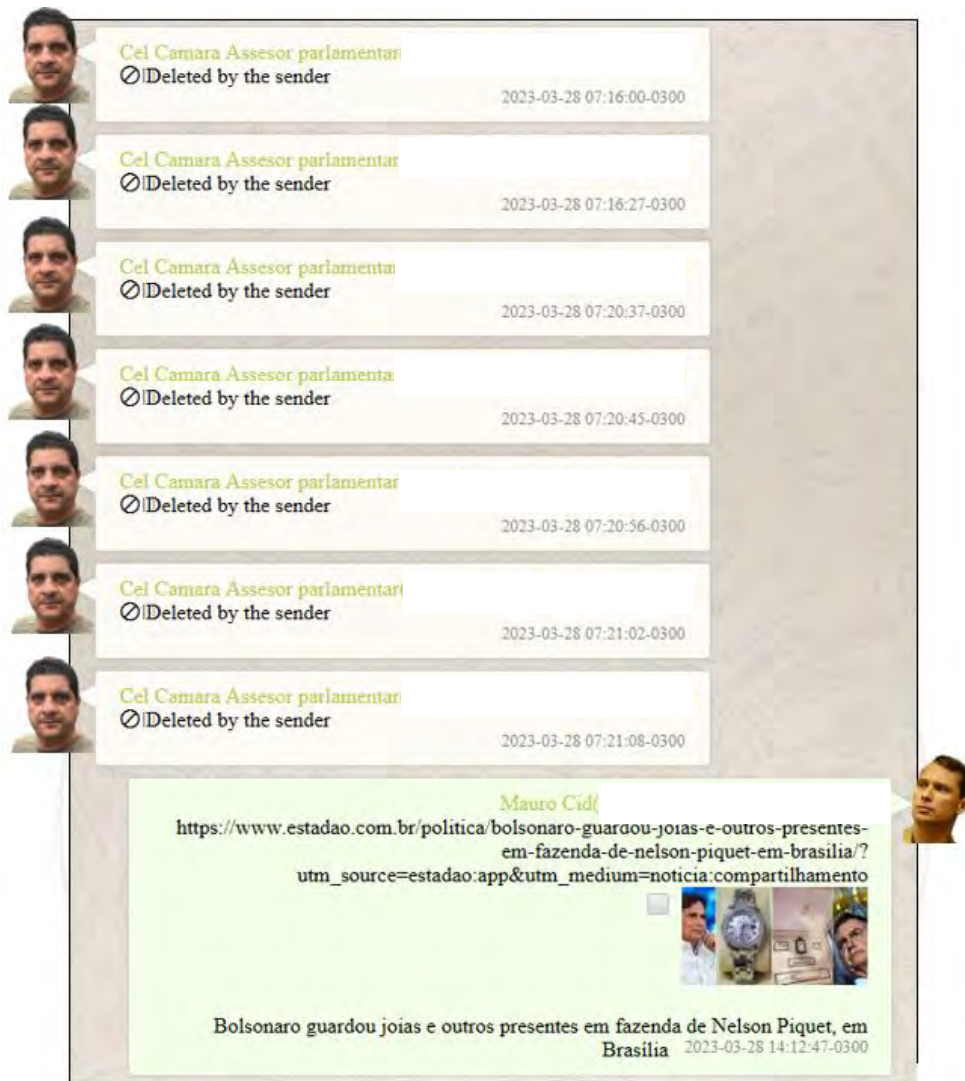 Cel Camara Assesor parlamentar(
Deleted by the sender
2023-03-28 07:16:00-0300
Cel Camara Assesor parlamentar
Deleted by the sender
2023-03-28 07:16:27-0300
Cel Camara Assesor parlamentar
Deleted by the sender
2023-03-28 07:20:37-0300
Cel Camara Assesor parlamentar
Deleted by the sender
2023-03-28 07:20:45-0300
Cel Camara Assesor parlamentar
Deleted by the sender
2023-03-28 07:20:56-0300
Cel Camara Assesor parlamentar(
Deleted by the sender
2023-03-28 07:21:02-0300
Cel Camara Assesor parlamentar(
Deleted by the sender
2023-03-28 07:21:08-0300
Mauro Cid(
https://www.estadao.com.br/politica/bolsonaro-guardou-joias-e-outros-presentes-
em-fazenda-de-nelson-piquet-em-brasilia/?
utm_source=estadao:app&utm_medium=noticia:compartilhamento
Bolsonaro guardou joias e outros presentes em fazenda de Nelson Piquet, em
Brasília 2023-03-28 14:12:47-0300